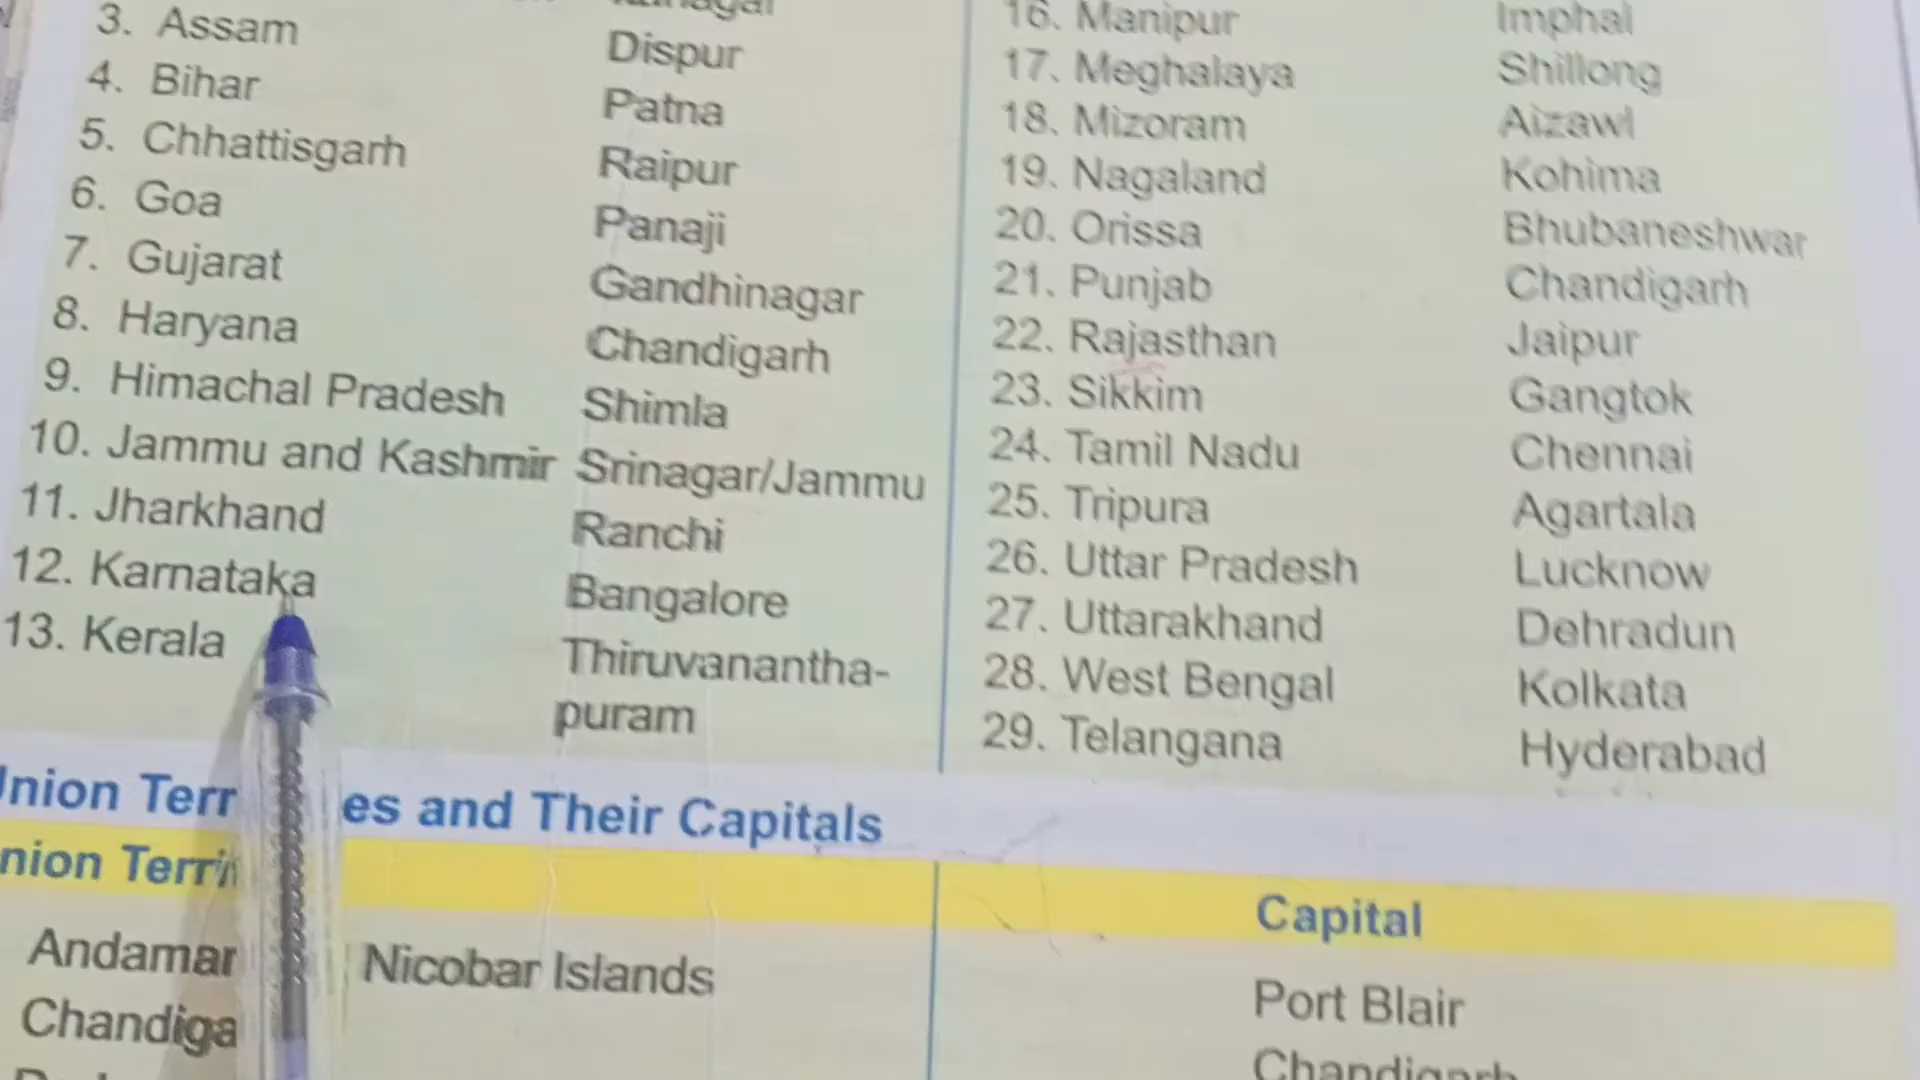 3. Assam Dispur
4. Bihar Patna
5. Chhattisgarh Raipur
6. Goa Panaji
7. Gujarat Gandhinagar
8. Haryana Chandigarh
9. Himachal Pradesh Shimla
10. Jammu and Kashmir Srinagar/Jammu
11. Jharkhand Ranchi
12. Karnataka Bangalore
13. Kerala Thiruvanantha-
puram
16. Manipur Imphal
17. Meghalaya Shillong
18. Mizoram Aizawl
19. Nagaland Kohima
20. Orissa Bhubaneshwar
21. Punjab Chandigarh
22. Rajasthan Jaipur
23. Sikkim Gangtok
24. Tamil Nadu Chennai
25. Tripura Agartala
26. Uttar Pradesh Lucknow
27. Uttarakhand Dehradun
28. West Bengal Kolkata
29. Telangana Hyderabad
es and Their Capitals
Capital
Nicobar Islands Port Blair
Chandigarh